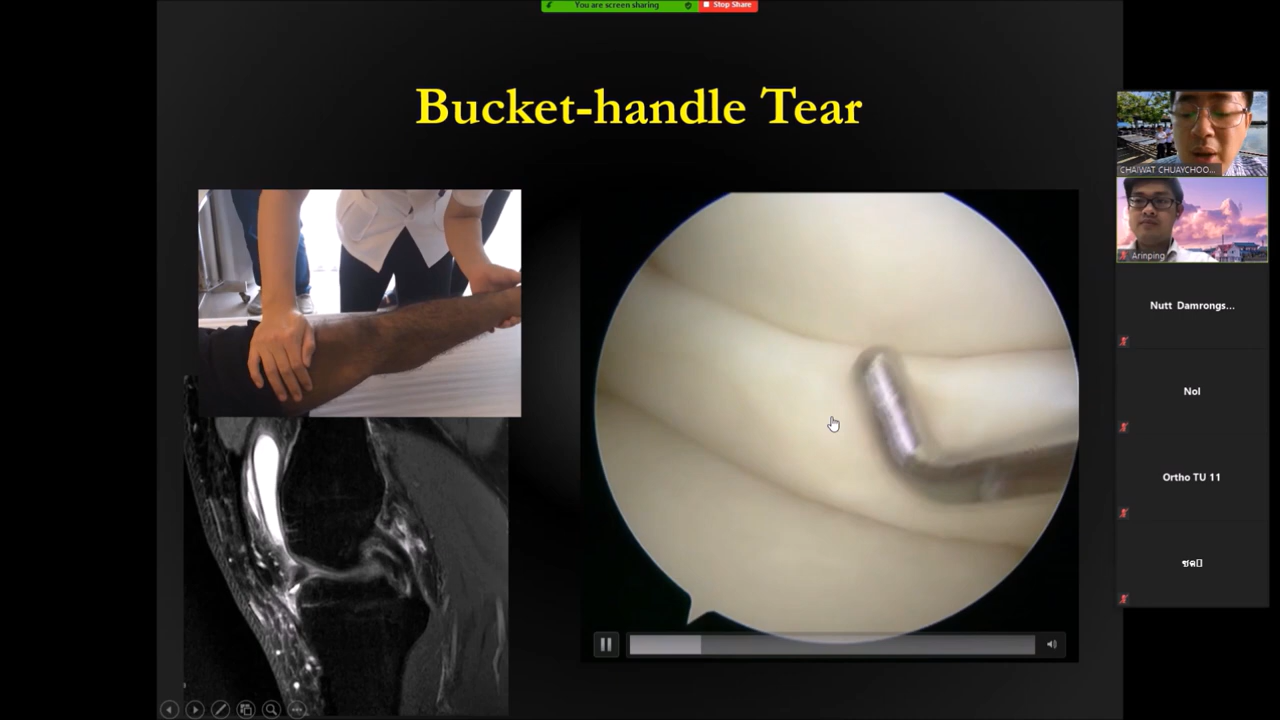 You are screen sharing
Stop Share
Bucket-handle Tear
CHAIWAT CHUAYCHOO...
Arinping
Nutt Damrongs...
Nol
Ortho TU 11